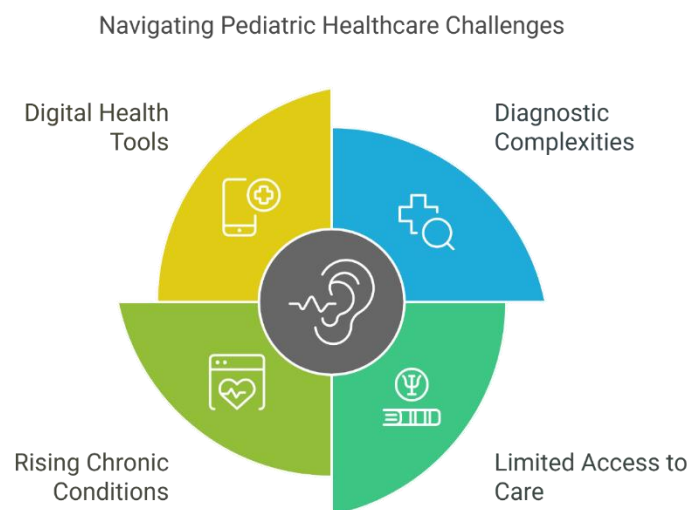 Navigating Pediatric Healthcare Challenges
Digital Health
Tools
Diagnostic
Complexities
Rising Chronic
Conditions
Limited Access to
Care